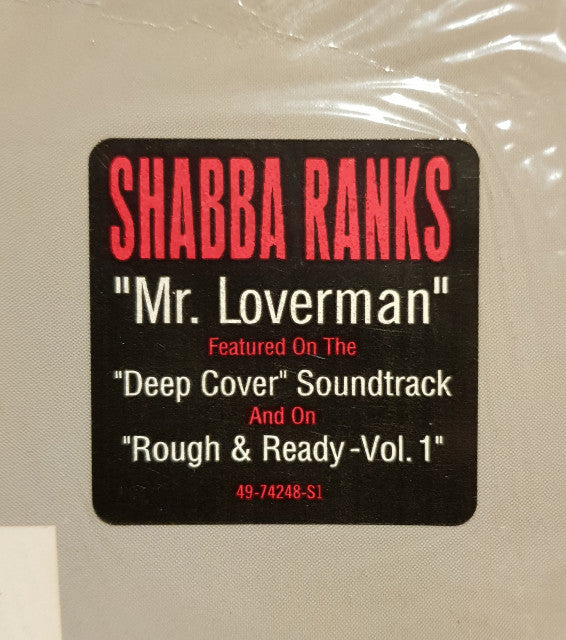 SHABBA RANKS
"Mr. Loverman"
Featured On The
"Deep Cover" Soundtrack
And On
"Rough & Ready-Vol. 1"
49-74248-S1